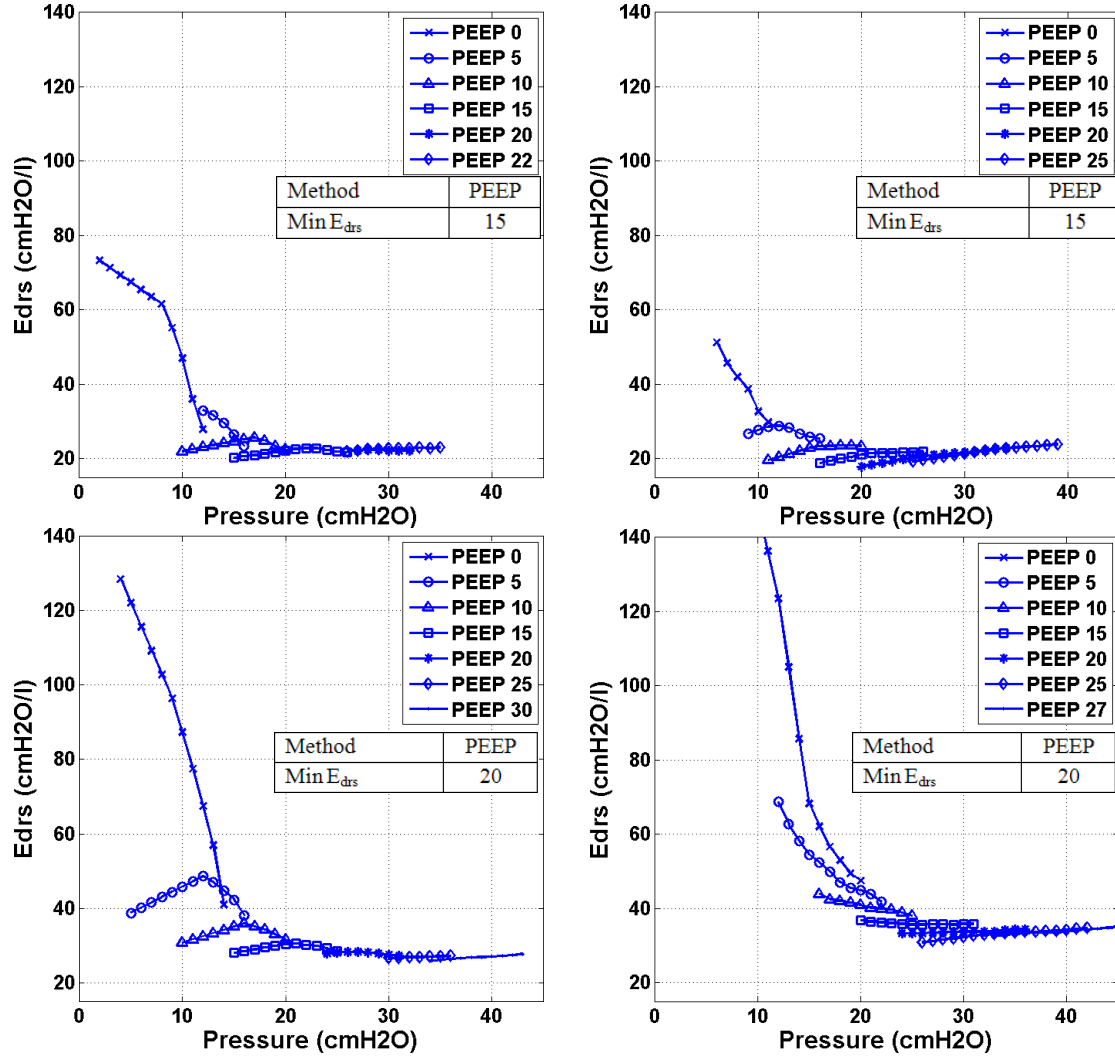 140
120
100
80
60
40
20
Edrs (cmH2O/l)
PEEP 0
PEEP 5
PEEP 10
PEEP 15
PEEP 20
PEEP 22
Method PEEP
Min Edrs 15
0 10 20 30 40
Pressure (cmH2O)
140
120
100
80
60
40
20
Edrs (cmH2O/l)
PEEP 0
PEEP 5
PEEP 10
PEEP 15
PEEP 20
PEEP 25
Method PEEP
Min Edrs 15
0 10 20 30 40
Pressure (cmH2O)
140
120
100
80
60
40
20
Edrs (cmH2O/l)
PEEP 0
PEEP 5
PEEP 10
PEEP 15
PEEP 20
PEEP 25
PEEP 30
Method PEEP
Min Edrs 20
0 10 20 30 40
Pressure (cmH2O)
140
120
100
80
60
40
20
Edrs (cmH2O/l)
PEEP 0
PEEP 5
PEEP 10
PEEP 15
PEEP 20
PEEP 25
PEEP 27
Method PEEP
Min Edrs 20
0 10 20 30 40
Pressure (cmH2O)